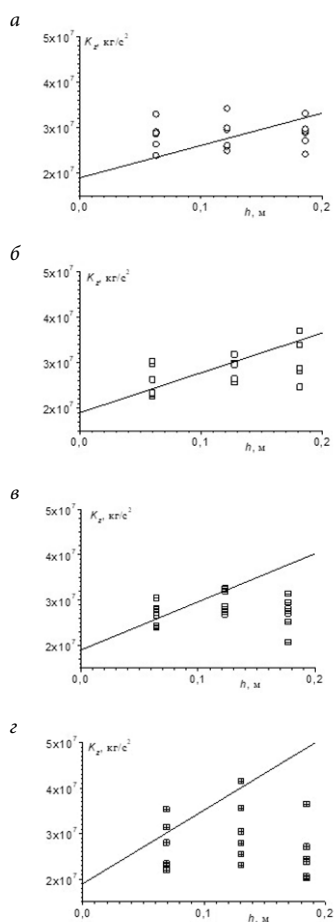 а
5x10⁷
K_z, кг/с²
4x10⁷
3x10⁷
2x10⁷
0,0
0,1
0,2
h, м
б
5x10⁷
K_z, кг/с²
4x10⁷
3x10⁷
2x10⁷
0,0
0,1
0,2
h, м
в
5x10⁷
K_z, кг/с²
4x10⁷
3x10⁷
2x10⁷
0,0
0,1
0,2
h, м
г
5x10⁷
K_z, кг/с²
4x10⁷
3x10⁷
2x10⁷
0,0
0,1
0,2
h, м